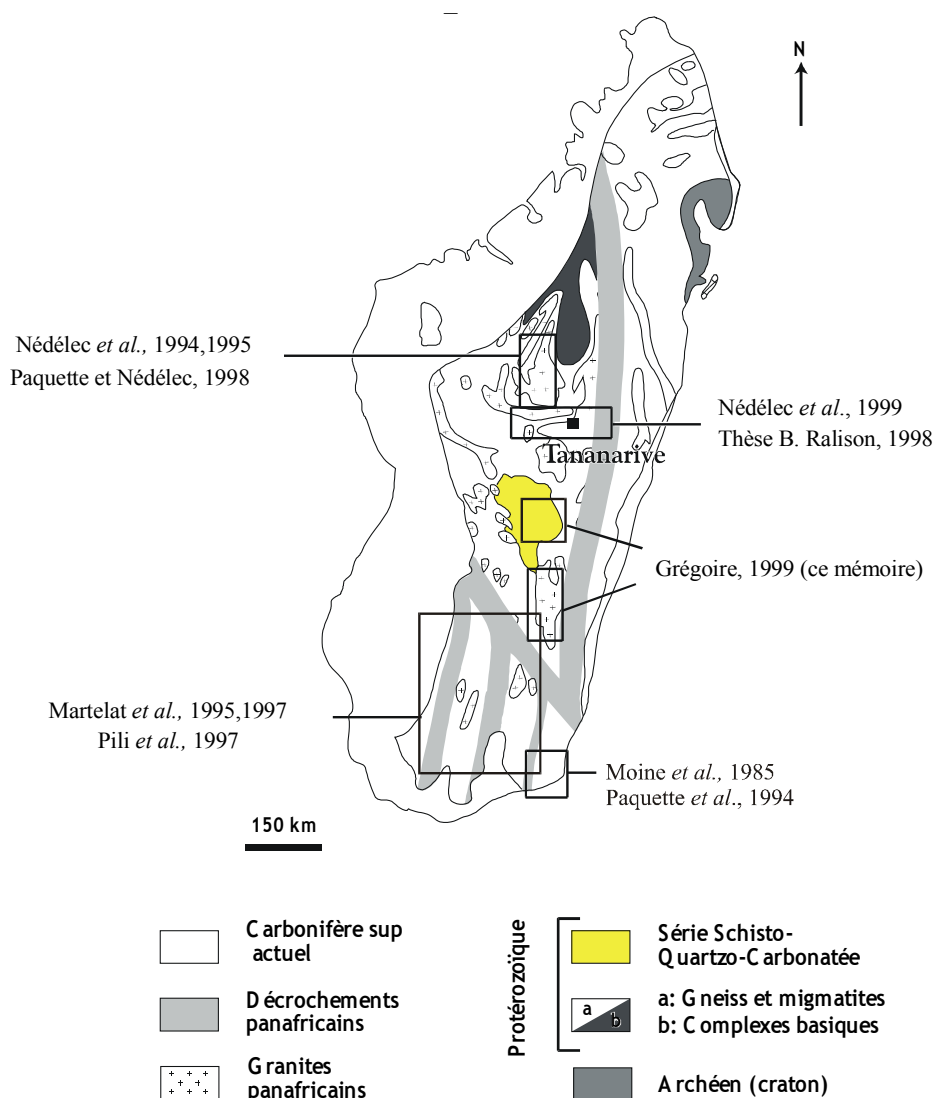 N
Nédélec et al., 1994,1995
Paquette et Nédélec, 1998
Nédélec et al., 1999
Thèse B. Ralison, 1998
Tananarive
Grégoire, 1999 (ce mémoire)
Martelat et al., 1995,1997
Pili et al., 1997
Moine et al., 1985
Paquette et al., 1994
150 km
Carbonifère sup
actuel
Décrochements
panafricains
Granites
panafricains
Protérozoïque
Série Schisto-
Quartzo-Carbonatée
a
b
a: Gneiss et migmatites
b: Complexes basiques
Archéen (craton)